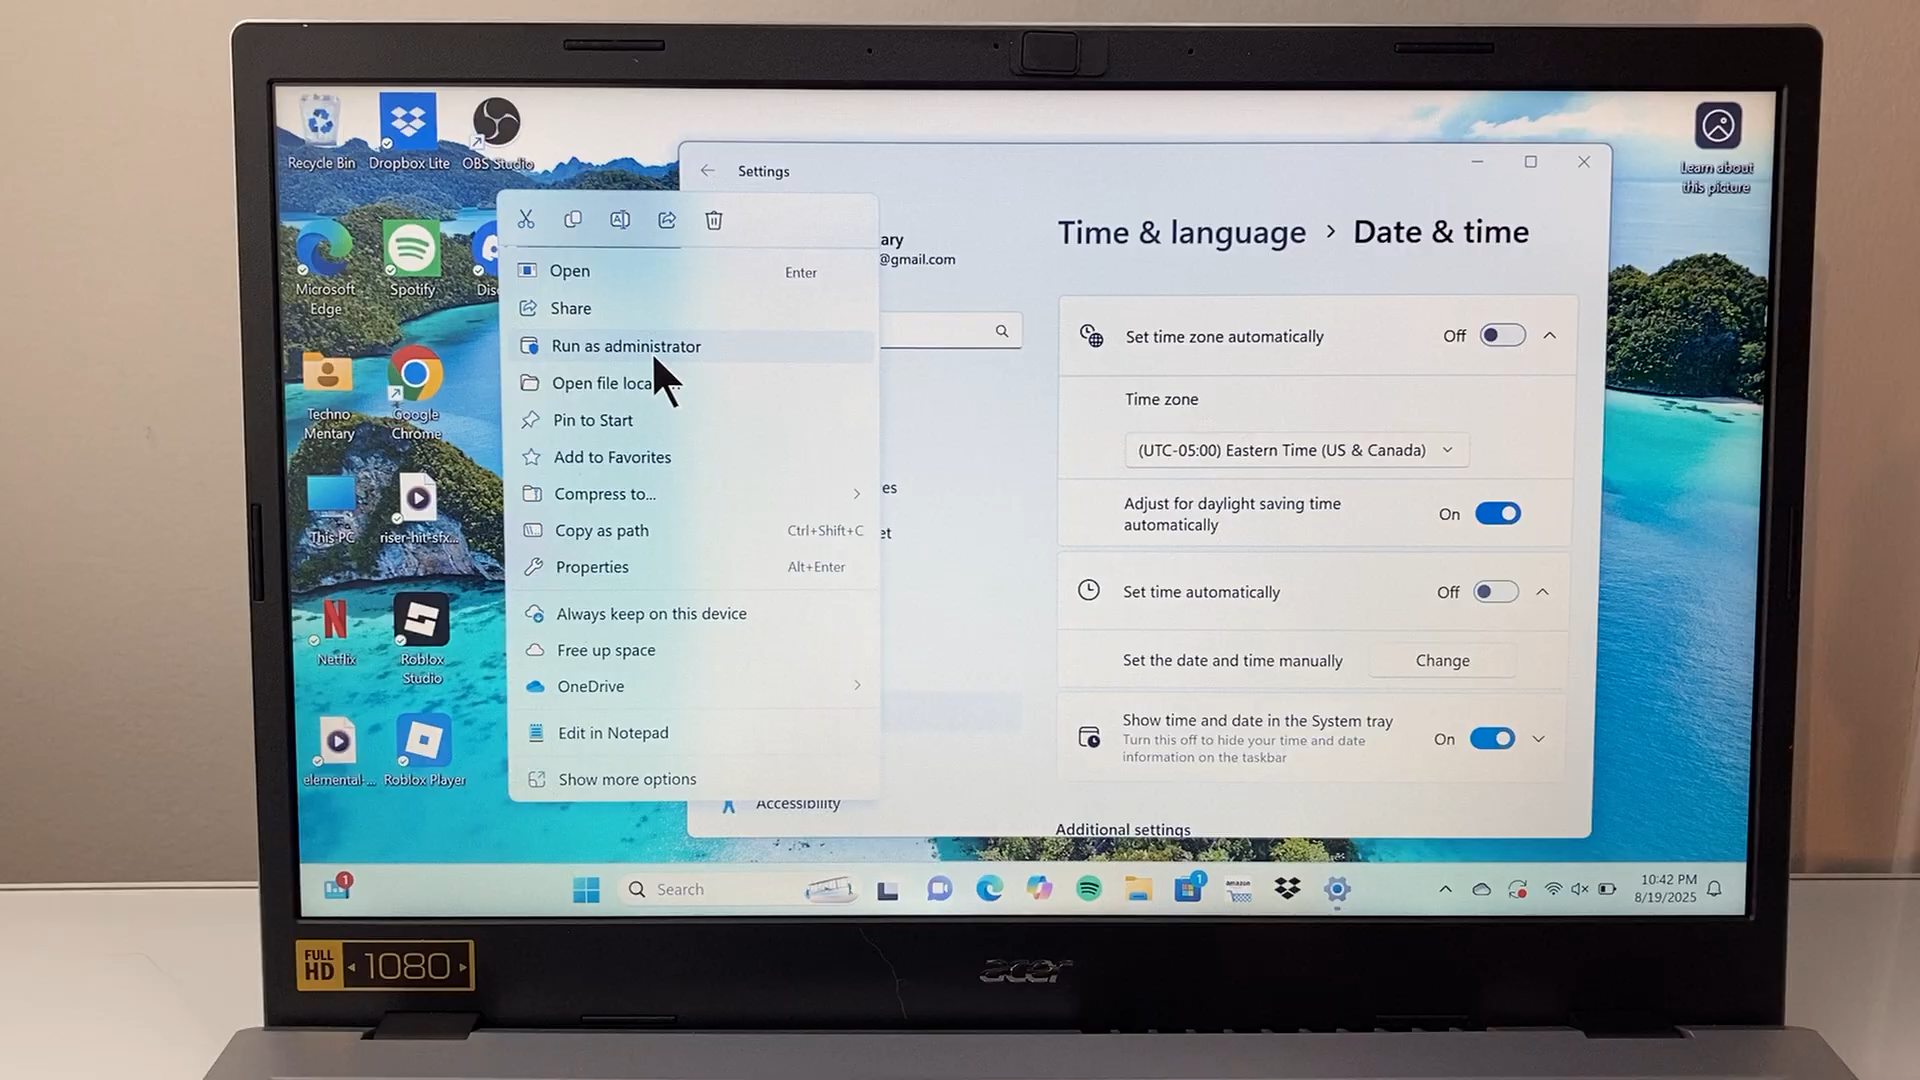 Recycle Bin
Dropbox Lite
OBS Studio
Microsoft
Edge
Spotify
Techno
Mentary
Google
Chrome
This PC
riser-hit-sfx...
Netflix
Roblox
Studio
elemental-...
Roblox Player
Learn about
this picture
Open Enter
Share
Run as administrator
Open file loca
Pin to Start
Add to Favorites
Compress to...
Copy as path Ctrl+Shift+C
Properties Alt+Enter
Always keep on this device
Free up space
OneDrive
Edit in Notepad
Show more options
Settings
ary
@gmail.com
es
et
Accessibility
Time & language > Date & time
Set time zone automatically Off
Time zone
(UTC-05:00) Eastern Time (US & Canada)
Adjust for daylight saving time
automatically
On
Set time automatically Off
Set the date and time manually Change
Show time and date in the System tray
Turn this off to hide your time and date
information on the taskbar
On
Additional settings
1
Search
1
amazon
10:42 PM
8/19/2025
FULL
HD
1080
acer